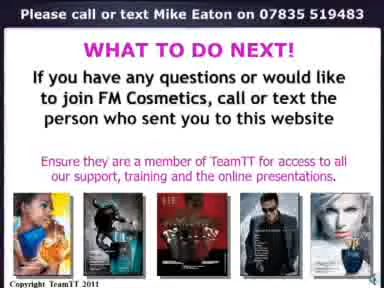 Please call or text Mike Eaton on 07835 519483
WHAT TO DO NEXT!
If you have any questions or would like
to join FM Cosmetics, call or text the
person who sent you to this website
Ensure they are a member of TeamTT for access to all
our support, training and the online presentations.
Copyright TeamTT 2011